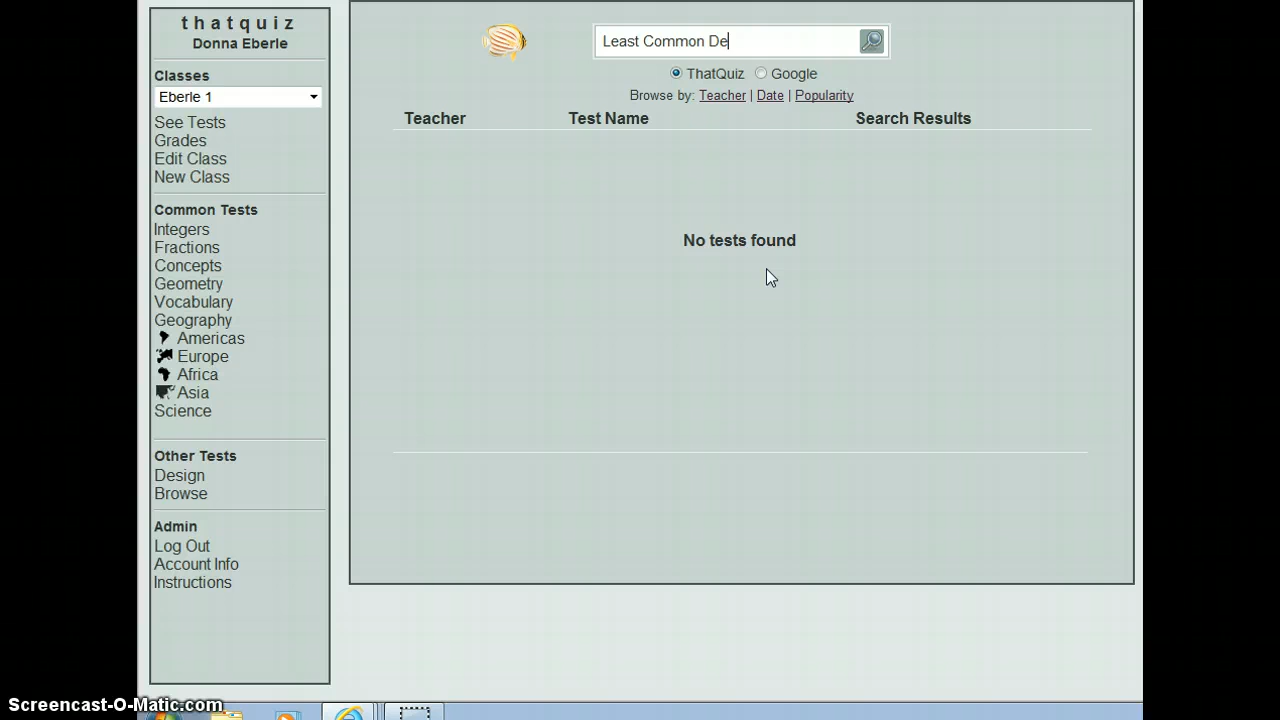 thatquiz
Donna Eberle
Classes
Eberle 1
See Tests
Grades
Edit Class
New Class
Common Tests
Integers
Fractions
Concepts
Geometry
Vocabulary
Geography
Americas
Europe
Africa
Asia
Science
Other Tests
Design
Browse
Admin
Log Out
Account Info
Instructions
Least Common De
ThatQuiz Google
Browse by: Teacher | Date | Popularity
Teacher Test Name Search Results
No tests found
Screencast-O-Matic.com